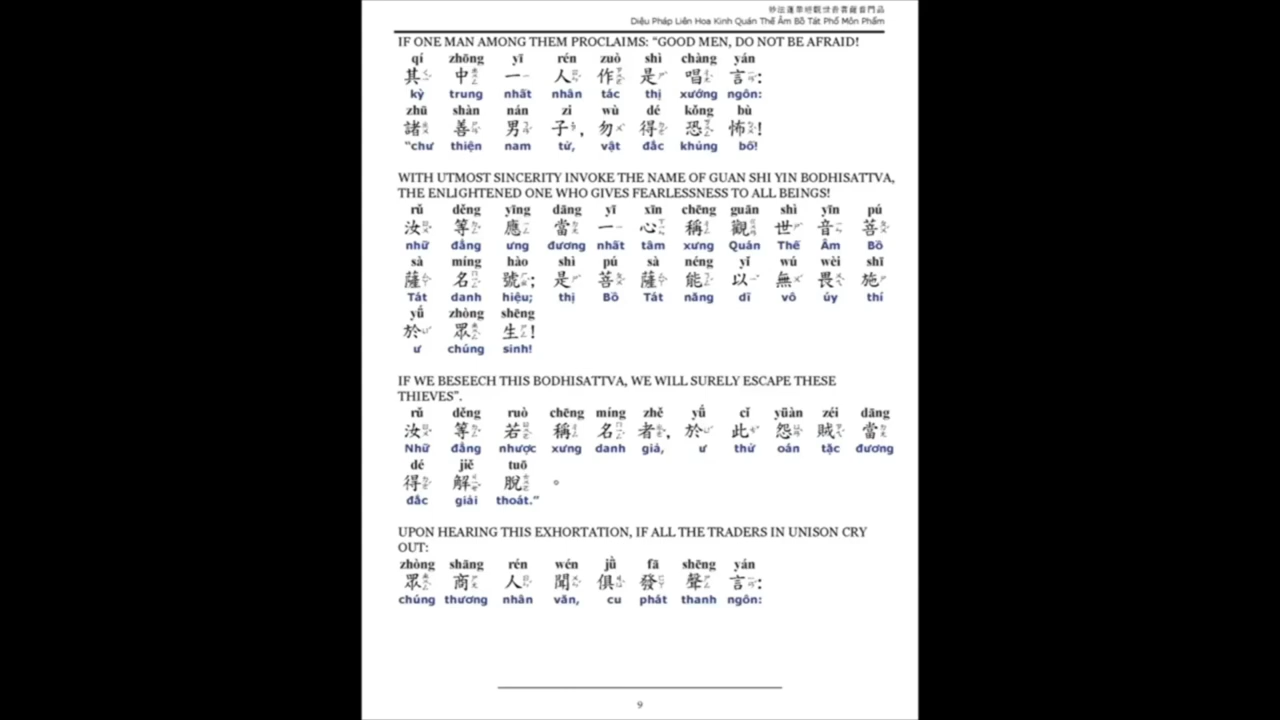 妙法蓮華經觀世音菩薩普門品
Diệu Pháp Liên Hoa Kinh Quán Thế Âm Bồ Tát Phổ Môn Phẩm
IF ONE MAN AMONG THEM PROCLAIMS: “GOOD MEN, DO NOT BE AFRAID!
qí zhōng yī rén zuò shì chàng yán
其 中 一 人 作 是 唱 言:
kỳ trung nhất nhân tác thị xướng ngôn:
zhū shàn nán zi wù dé kǒng bù
諸 善 男 子, 勿 得 恐 怖!
“chư thiện nam tử, vật đắc khủng bố!
WITH UTMOST SINCERITY INVOKE THE NAME OF GUAN SHI YIN BODHISATTVA,
THE ENLIGHTENED ONE WHO GIVES FEARLESSNESS TO ALL BEINGS!
rǔ děng yīng dāng yī xīn chēng guān shì yīn pú
汝 等 應 當 一 心 稱 觀 世 音 菩
nhữ đẳng ưng đương nhất tâm xưng Quán Thế Âm Bồ
sà míng hào shì pú sà néng yǐ wú wèi shī
薩 名 號; 是 菩 薩 能 以 無 畏 施
Tát danh hiệu; thị Bồ Tát năng dĩ vô úy thí
yǘ zhòng shēng
於 眾 生!
ư chúng sinh!
IF WE BESEECH THIS BODHISATTVA, WE WILL SURELY ESCAPE THESE
THIEVES”.
rǔ děng ruò chēng míng zhě yǘ cǐ yüàn zéi dāng
汝 等 若 稱 名 者, 於 此 怨 賊 當
Nhữ đẳng nhược xưng danh giả, ư thử oán tặc đương
dé jiě tuō
得 解 脫 。
đắc giải thoát.”
UPON HEARING THIS EXHORTATION, IF ALL THE TRADERS IN UNISON CRY
OUT:
zhòng shāng rén wén jǜ fā shēng yán
眾 商 人 聞, 俱 發 聲 言:
chúng thương nhân văn, cu phát thanh ngôn:
9